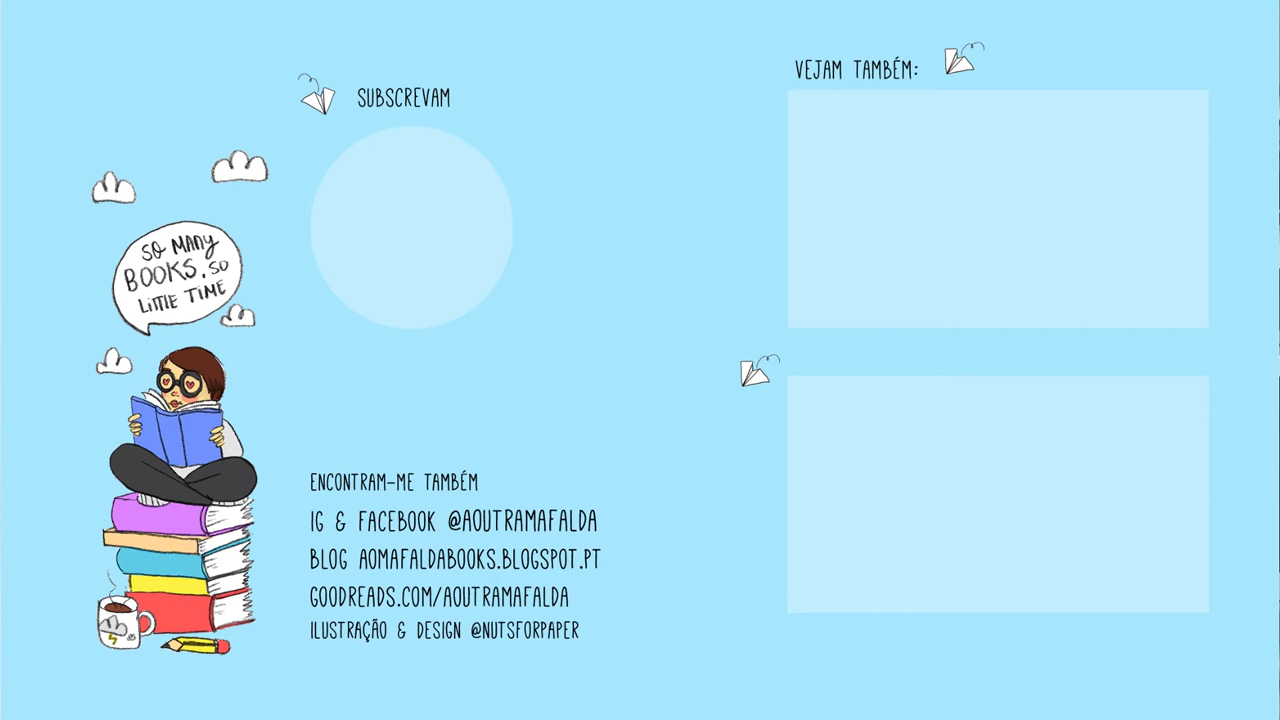 SUBSCREVAM
VEJAM TAMBÉM:
SO MANY
BOOKS, SO
LITTLE TIME
ENCONTRAM-ME TAMBÉM
IG & FACEBOOK @AOUTRAMAFALDA
BLOG AOMAFALDABOOKS.BLOGSPOT.PT
GOODREADS.COM/AOUTRAMAFALDA
ILUSTRAÇÃO & DESIGN @NUTSFORPAPER